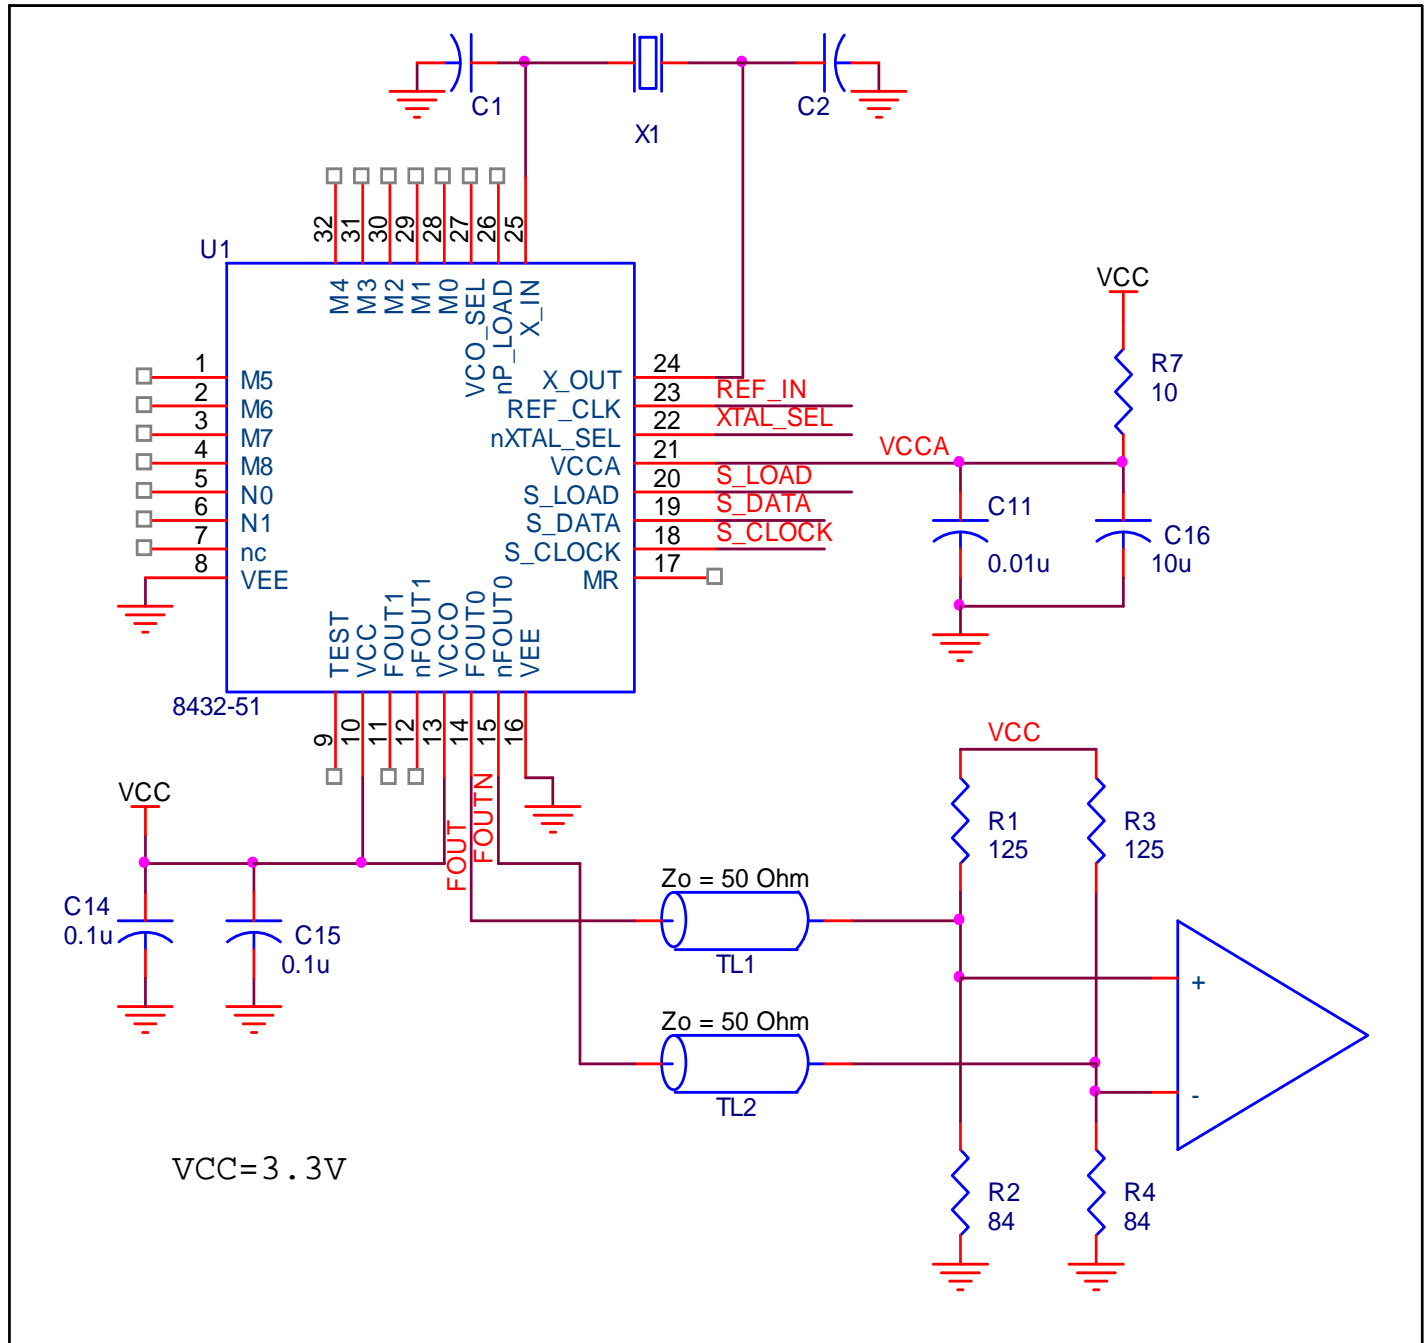 C1
C2
X1
32
31
30
29
28
27
26
25
U1
M4
M3
M2
M1
M0
VCO_SEL
nP_LOAD
X_IN
VCC
1
2
3
4
5
6
7
8
M5
M6
M7
M8
N0
N1
nc
VEE
X_OUT
REF_CLK
nXTAL_SEL
VCCA
S_LOAD
S_DATA
S_CLOCK
MR
24
23
22
21
20
19
18
17
REF_IN
XTAL_SEL
VCCA
S_LOAD
S_DATA
S_CLOCK
R7
10
C11
0.01u
C16
10u
TEST
VCC
FOUT1
nFOUT1
VCCO
FOUT0
nFOUT0
VEE
8432-51
9
10
11
12
13
14
15
16
VCC
VCC
FOUT
FOUTN
R1
125
R3
125
C14
0.1u
C15
0.1u
Zo = 50 Ohm
TL1
Zo = 50 Ohm
TL2
+
-
VCC=3.3V
R2
84
R4
84